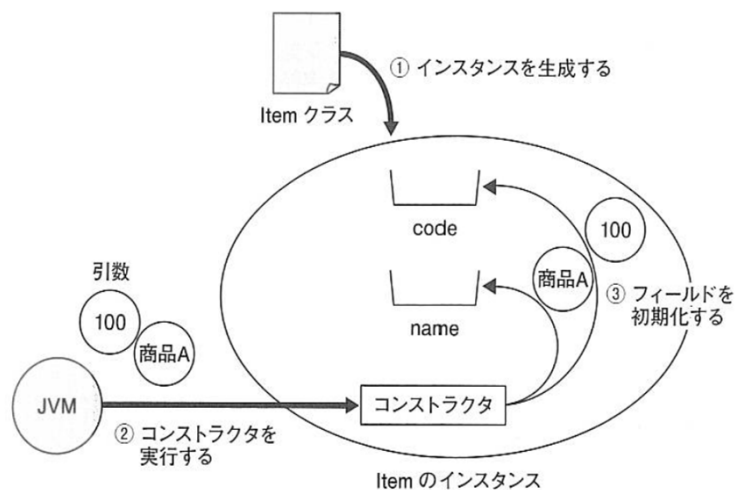 ① インスタンスを生成する
Item クラス
code
100
商品A
引数
③ フィールドを
初期化する
100
name
商品A
JVM
コンストラクタ
② コンストラクタを
実行する
Item のインスタンス